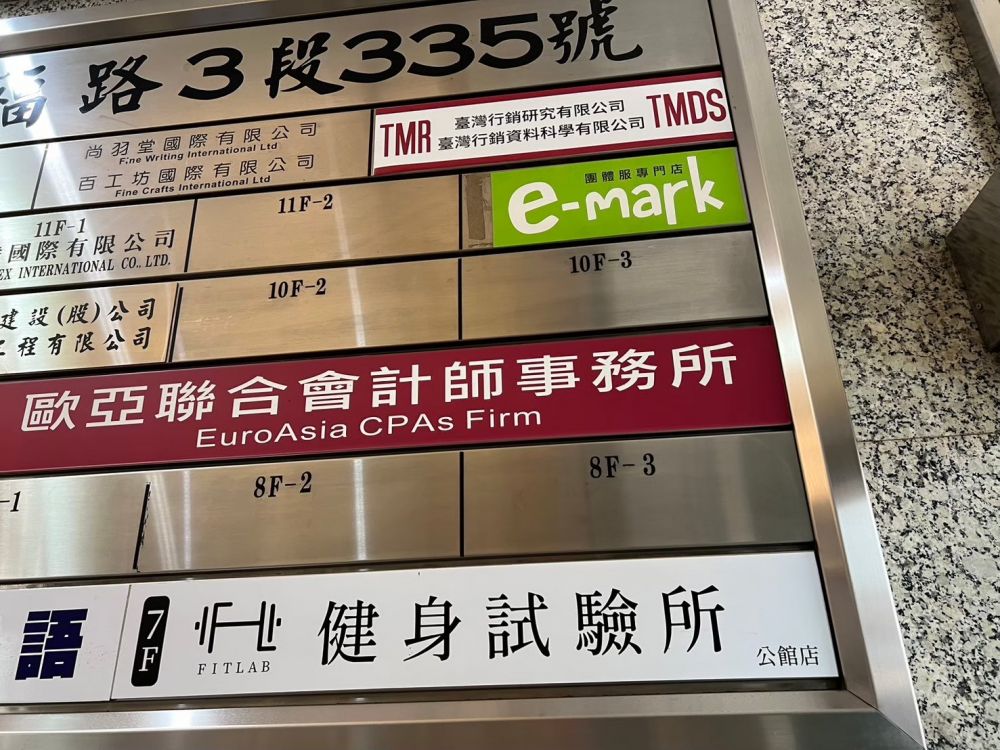 福路3段335號
尚羽堂國際有限公司
Fine Writing International Ltd
百工坊國際有限公司
Fine Crafts International Ltd
TMR 臺灣行銷研究有限公司 TMDS
臺灣行銷資料科學有限公司
11F-1
國際有限公司
EX INTERNATIONAL CO., LTD.
11F-2
團體服專門店
e-mark
建設(股)公司
工程有限公司
10F-2
10F-3
歐亞聯合會計師事務所
EuroAsia CPAs Firm
-1
8F-2
8F-3
語
7F
FITLAB
健身試驗所
公館店